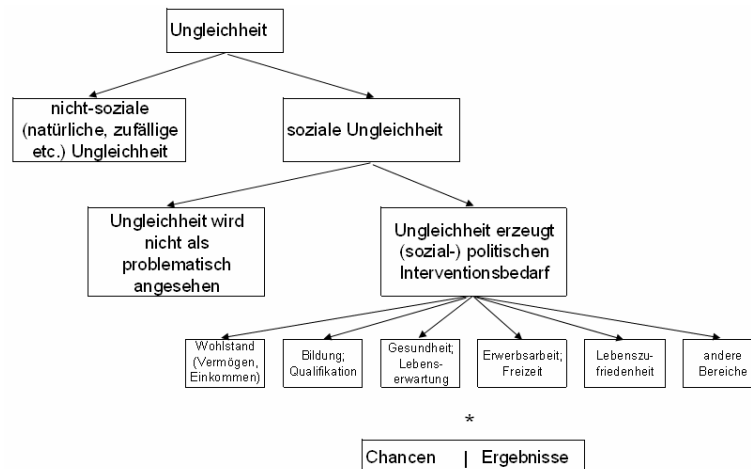 Ungleichheit
nicht-soziale
(natürliche, zufällige
etc.) Ungleichheit
soziale Ungleichheit
Ungleichheit wird
nicht als
problematisch
angesehen
Ungleichheit erzeugt
(sozial-) politischen
Interventionsbedarf
Wohlstand
(Vermögen,
Einkommen)
Bildung;
Qualifikation
Gesundheit;
Lebens-
erwartung
Erwerbsarbeit;
Freizeit
Lebenszu-
friedenheit
andere
Bereiche
*
Chancen | Ergebnisse